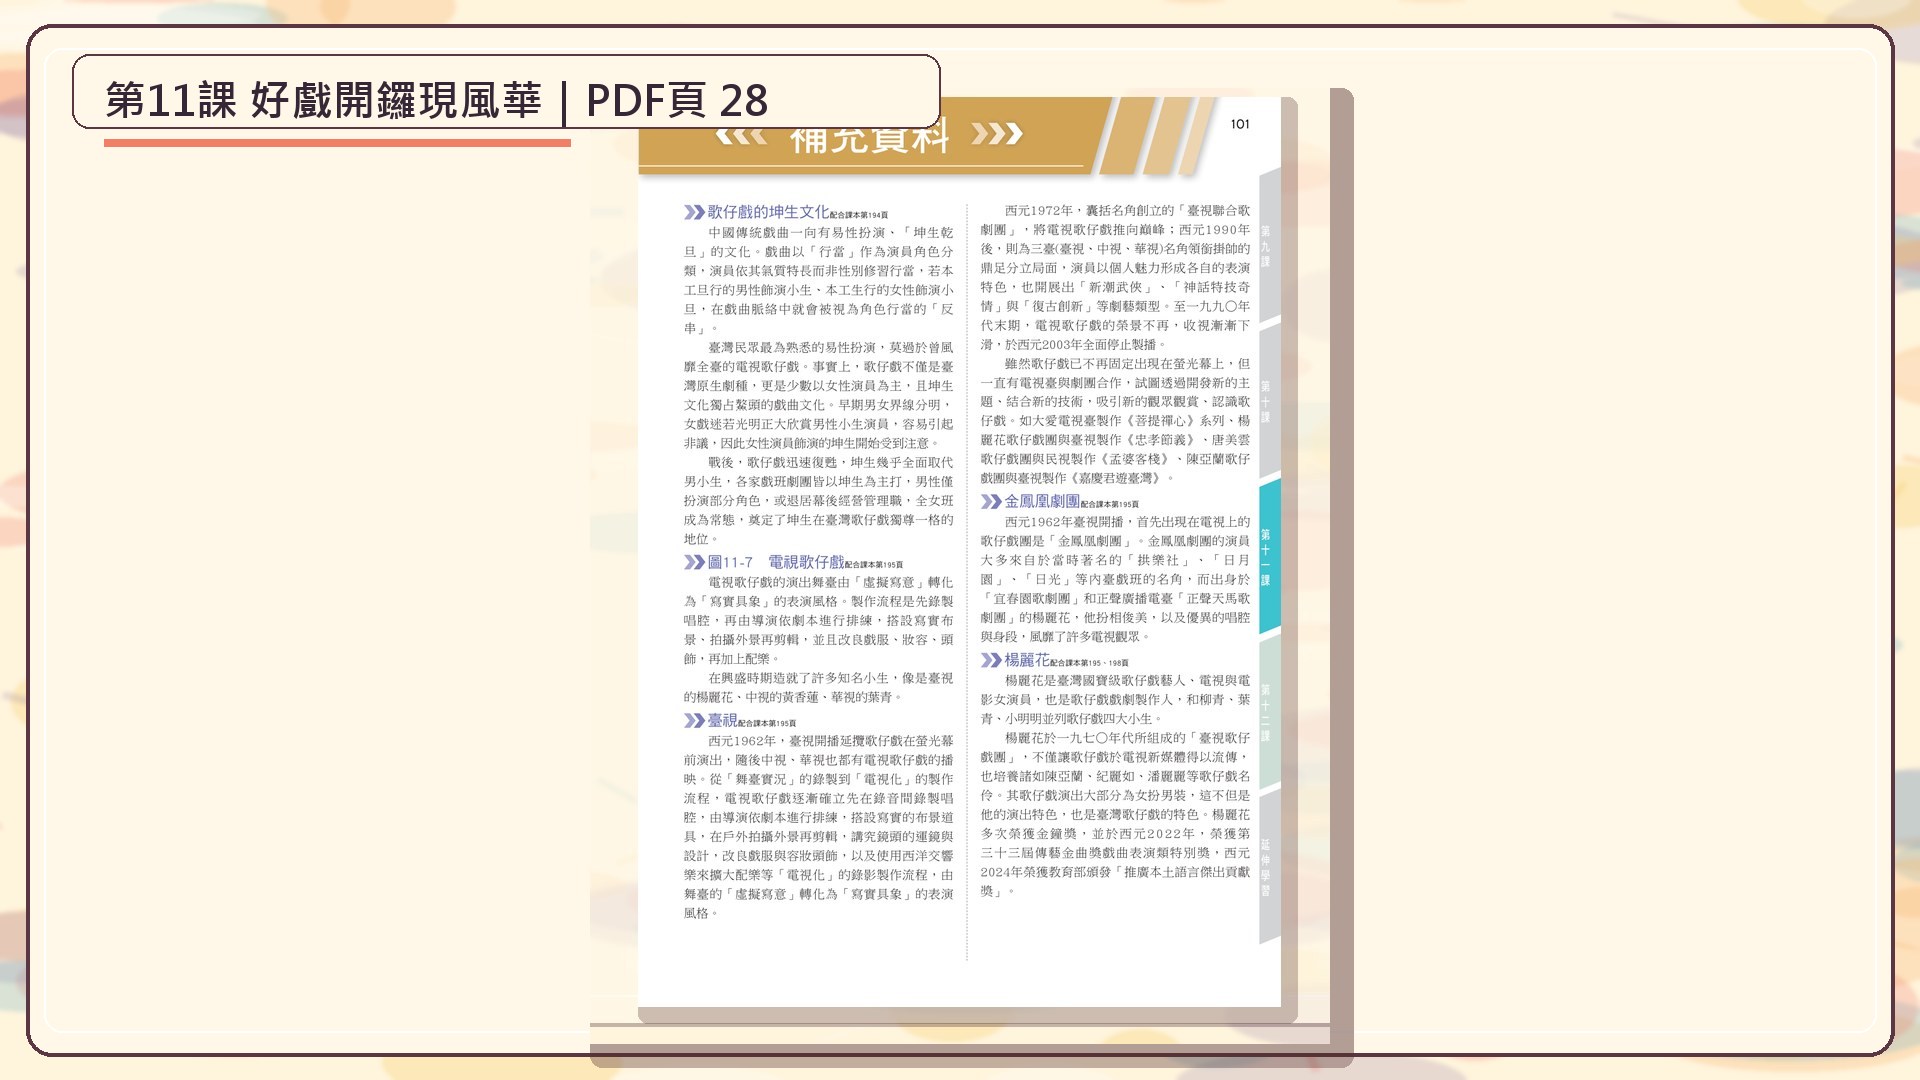 第11課 好戲開鑼現風華 | PDF頁 28
補充資料
101
歌仔戲的坤生文化配合課本第194頁
中國傳統戲曲一向有易性扮演、「坤生乾
旦」的文化。戲曲以「行當」作為演員角色分
類,演員依其氣質特長而非性別修習行當,若本
工旦行的男性飾演小生、本工生行的女性飾演小
旦,在戲曲脈絡中就會被視為角色行當的「反
串」。
臺灣民眾最為熟悉的易性扮演,莫過於曾風
靡全臺的電視歌仔戲。事實上,歌仔戲不僅是臺
灣原生劇種,更是少數以女性演員為主,且坤生
文化獨占鰲頭的戲曲文化。早期男女界線分明,
女戲迷若光明正大欣賞男性小生演員,容易引起
非議,因此女性演員飾演的坤生開始受到注意。
戰後,歌仔戲迅速復甦,坤生幾乎全面取代
男小生,各家戲班劇團皆以坤生為主打,男性僅
扮演部分角色,或退居幕後經營管理職,全女班
成為常態,奠定了坤生在臺灣歌仔戲獨尊一格的
地位。
圖11-7 電視歌仔戲配合課本第195頁
電視歌仔戲的演出舞臺由「虛擬寫意」轉化
為「寫實具象」的表演風格。製作流程是先錄製
唱腔,再由導演依劇本進行排練,搭設寫實布
景、拍攝外景再剪輯,並且改良戲服、妝容、頭
飾,再加上配樂。
在興盛時期造就了許多知名小生,像是臺視
的楊麗花、中視的黃香蓮、華視的葉青。
臺視配合課本第195頁
西元1962年,臺視開播延攬歌仔戲在螢光幕
前演出,隨後中視、華視也都有電視歌仔戲的播
映。從「舞臺實況」的錄製到「電視化」的製作
流程,電視歌仔戲逐漸確立先在錄音間錄製唱
腔,由導演依劇本進行排練,搭設寫實的布景道
具,在戶外拍攝外景再剪輯,講究鏡頭的運鏡與
設計,改良戲服與容妝頭飾,以及使用西洋交響
樂來擴大配樂等「電視化」的錄影製作流程,由
舞臺的「虛擬寫意」轉化為「寫實具象」的表演
風格。
西元1972年,囊括名角創立的「臺視聯合歌
劇團」,將電視歌仔戲推向巔峰;西元1990年
後,則為三臺(臺視、中視、華視)名角領銜掛帥的
鼎足分立局面,演員以個人魅力形成各自的表演
特色,也開展出「新潮武俠」、「神話特技奇
情」與「復古創新」等劇藝類型。至一九九〇年
代末期,電視歌仔戲的榮景不再,收視漸漸下
滑,於西元2003年全面停止製播。
雖然歌仔戲已不再固定出現在螢光幕上,但
一直有電視臺與劇團合作,試圖透過開發新的主
題、結合新的技術,吸引新的觀眾觀賞、認識歌
仔戲。如大愛電視臺製作《菩提禪心》系列、楊
麗花歌仔戲團與臺視製作《忠孝節義》、唐美雲
歌仔戲團與民視製作《孟婆客棧》、陳亞蘭歌仔
戲團與臺視製作《嘉慶君遊臺灣》。
金鳳凰劇團配合課本第195頁
西元1962年臺視開播,首先出現在電視上的
歌仔戲團是「金鳳凰劇團」。金鳳凰劇團的演員
大多來自於當時著名的「拱樂社」、「日月
園」、「日光」等內臺戲班的名角,而出身於
「宜春園歌劇團」和正聲廣播電臺「正聲天馬歌
劇團」的楊麗花,他扮相俊美,以及優異的唱腔
與身段,風靡了許多電視觀眾。
楊麗花配合課本第195、198頁
楊麗花是臺灣國寶級歌仔戲藝人、電視與電
影女演員,也是歌仔戲戲劇製作人,和柳青、葉
青、小明明並列歌仔戲四大小生。
楊麗花於一九七〇年代所組成的「臺視歌仔
戲團」,不僅讓歌仔戲於電視新媒體得以流傳,
也培養諸如陳亞蘭、紀麗如、潘麗麗等歌仔戲名
伶。其歌仔戲演出大部分為女扮男裝,這不但是
他的演出特色,也是臺灣歌仔戲的特色。楊麗花
多次榮獲金鐘獎,並於西元2022年,榮獲第
三十三屆傳藝金曲獎戲曲表演類特別獎,西元
2024年榮獲教育部頒發「推廣本土語言傑出貢獻
獎」。
第九課
第十課
第十一課
第十二課
延伸學習